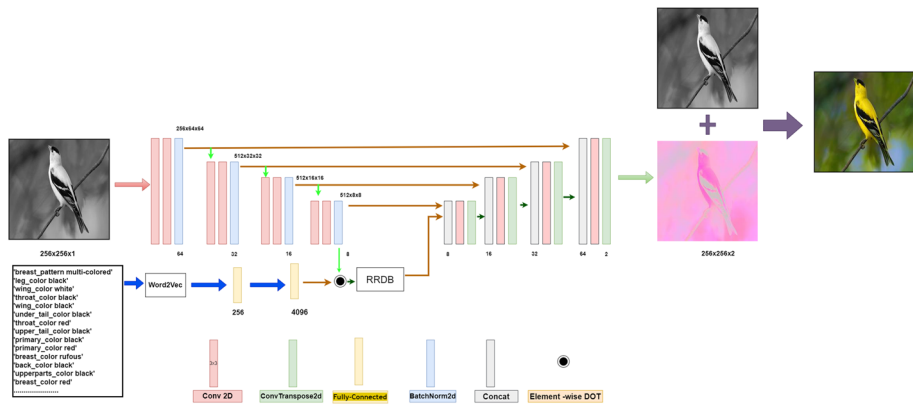 256x64x64
512x32x32
512x16x16
512x8x8
256x256x1
64
32
16
8
8
16
32
64
2
256x256x2
'breast_pattern multi-colored'
'leg_color black'
'wing_color white'
'throat_color black'
'wing_color black'
'under_tail_color black'
'throat_color red'
'upper_tail_color black'
'primary_color black'
'primary_color red'
'breast_color rufous'
'back_color black'
'upperparts_color black'
'breast_color red'
.......................
Word2Vec
256
4096
RRDB
3x3
Conv 2D
ConvTranspose2d
Fully-Connected
BatchNorm2d
Concat
Element -wise DOT